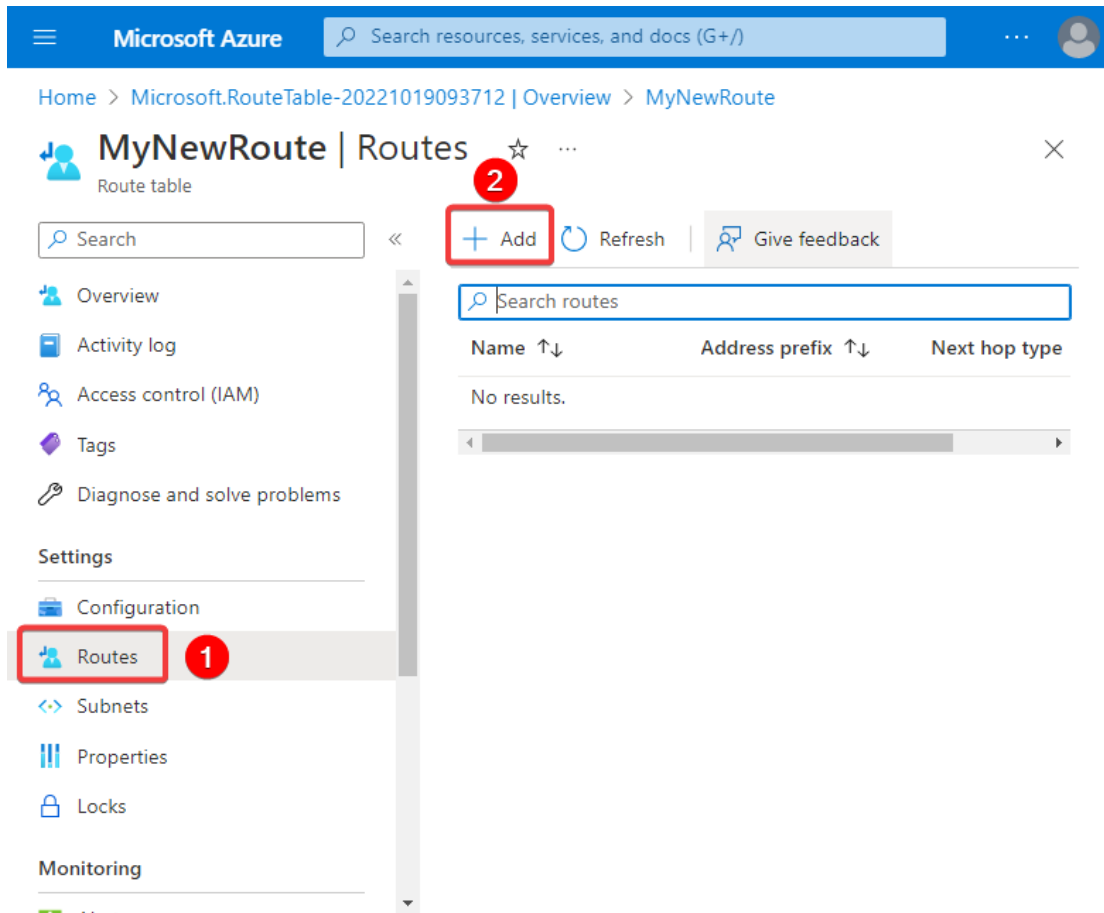 Microsoft Azure
Search resources, services, and docs (G+/)
...
Home > Microsoft.RouteTable-20221019093712 | Overview > MyNewRoute
MyNewRoute | Routes
...
Route table
2
Search
«
+ Add
Refresh
Give feedback
Overview
Search routes
Activity log
Name ↑↓
Address prefix ↑↓
Next hop type
Access control (IAM)
No results.
Tags
Diagnose and solve problems
Settings
Configuration
Routes
1
Subnets
Properties
Locks
Monitoring